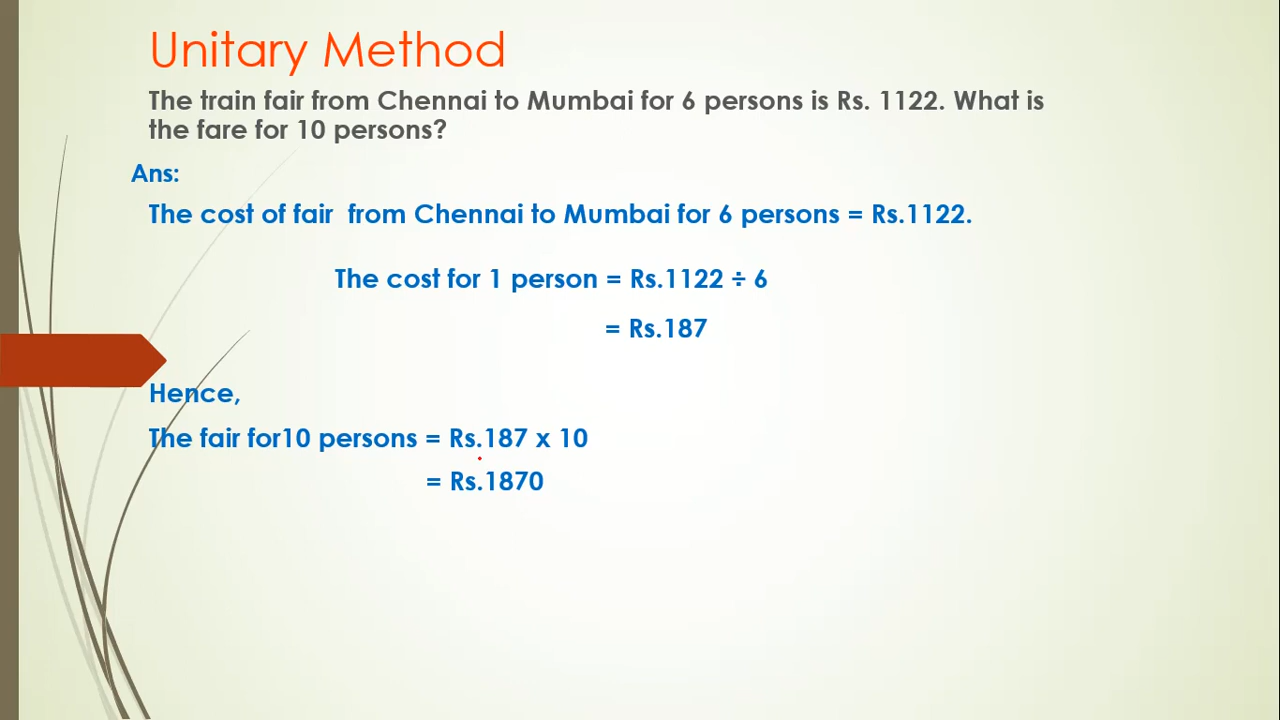 Unitary Method
The train fair from Chennai to Mumbai for 6 persons is Rs. 1122. What is
the fare for 10 persons?
Ans:
The cost of fair from Chennai to Mumbai for 6 persons = Rs.1122.
The cost for 1 person = Rs.1122 ÷ 6
= Rs.187
Hence,
The fair for10 persons = Rs.187 x 10
= Rs.1870